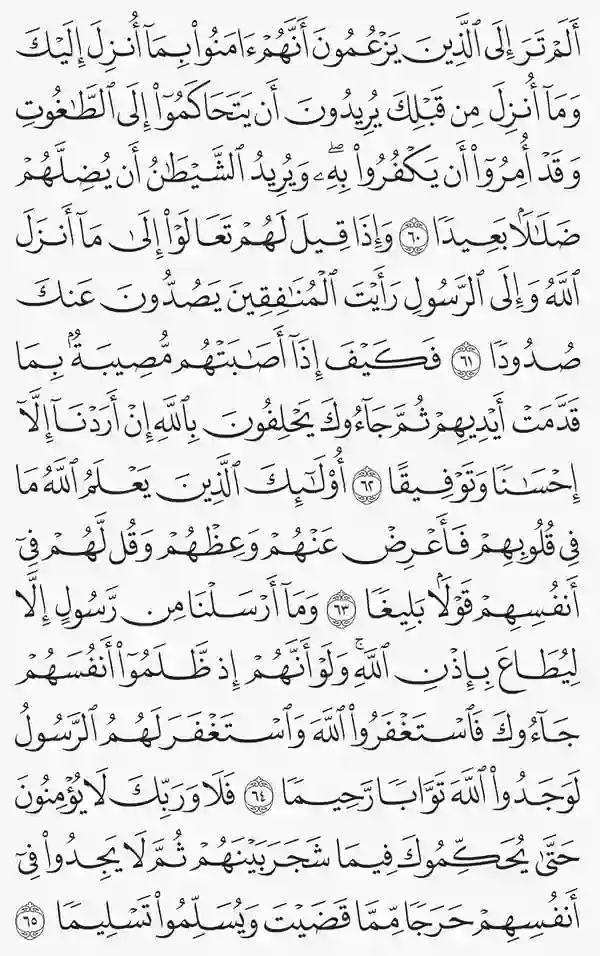 أَلَمْ تَرَ إِلَى ٱلَّذِينَ يَزْعُمُونَ أَنَّهُمْ ءَامَنُوا۟ بِمَآ أُنزِلَ إِلَيْكَ
وَمَآ أُنزِلَ مِن قَبْلِكَ يُرِيدُونَ أَن يَتَحَاكَمُوٓا۟ إِلَى ٱلطَّـٰغُوتِ
وَقَدْ أُمِرُوٓا۟ أَن يَكْفُرُوا۟ بِهِۦۖ وَيُرِيدُ ٱلشَّيْطَـٰنُ أَن يُضِلَّهُمْ
ضَلَـٰلًۢا بَعِيدًا ٦٠ وَإِذَا قِيلَ لَهُمْ تَعَالَوْا۟ إِلَىٰ مَآ أَنزَلَ
ٱللَّهُ وَإِلَى ٱلرَّسُولِ رَأَيْتَ ٱلْمُنَـٰفِقِينَ يَصُدُّونَ عَنكَ
صُدُودًا ٦١ فَكَيْفَ إِذَآ أَصَـٰبَتْهُم مُّصِيبَةٌۢ بِمَا
قَدَّمَتْ أَيْدِيهِمْ ثُمَّ جَآءُوكَ يَحْلِفُونَ بِٱللَّهِ إِنْ أَرَدْنَآ إِلَّآ
إِحْسَـٰنًا وَتَوْفِيقًا ٦٢ أُو۟لَـٰٓئِكَ ٱلَّذِينَ يَعْلَمُ ٱللَّهُ مَا
فِى قُلُوبِهِمْ فَأَعْرِضْ عَنْهُمْ وَعِظْهُمْ وَقُل لَّهُمْ فِىٓ
أَنفُسِهِمْ قَوْلًۢا بَلِيغًا ٦٣ وَمَآ أَرْسَلْنَا مِن رَّسُولٍ إِلَّا
لِيُطَاعَ بِإِذْنِ ٱللَّهِۚ وَلَوْ أَنَّهُمْ إِذ ظَّلَمُوٓا۟ أَنفُسَهُمْ
جَآءُوكَ فَٱسْتَغْفَرُوا۟ ٱللَّهَ وَٱسْتَغْفَرَ لَهُمُ ٱلرَّسُولُ
لَوَجَدُوا۟ ٱللَّهَ تَوَّابًا رَّحِيمًا ٦٤ فَلَا وَرَبِّكَ لَا يُؤْمِنُونَ
حَتَّىٰ يُحَكِّمُوكَ فِيمَا شَجَرَ بَيْنَهُمْ ثُمَّ لَا يَجِدُوا۟ فِىٓ
أَنفُسِهِمْ حَرَجًا مِّمَّا قَضَيْتَ وَيُسَلِّمُوا۟ تَسْلِيمًا ٦٥